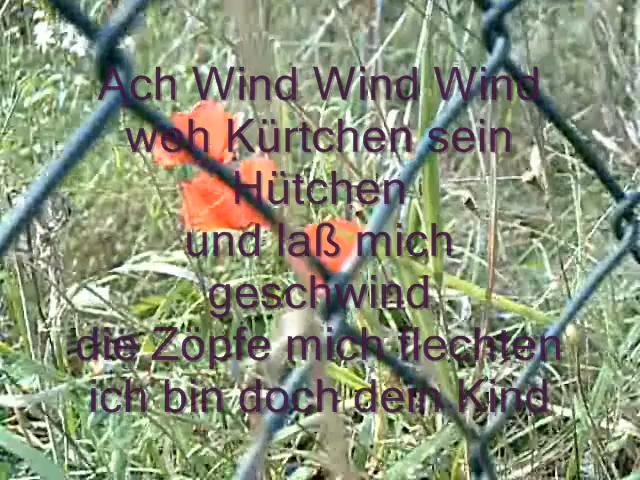 Ach Wind Wind Wind
weh Kürtchen sein
Hütchen
und laß mich
geschwind
die Zöpfe mich flechten
ich bin doch dein Kind